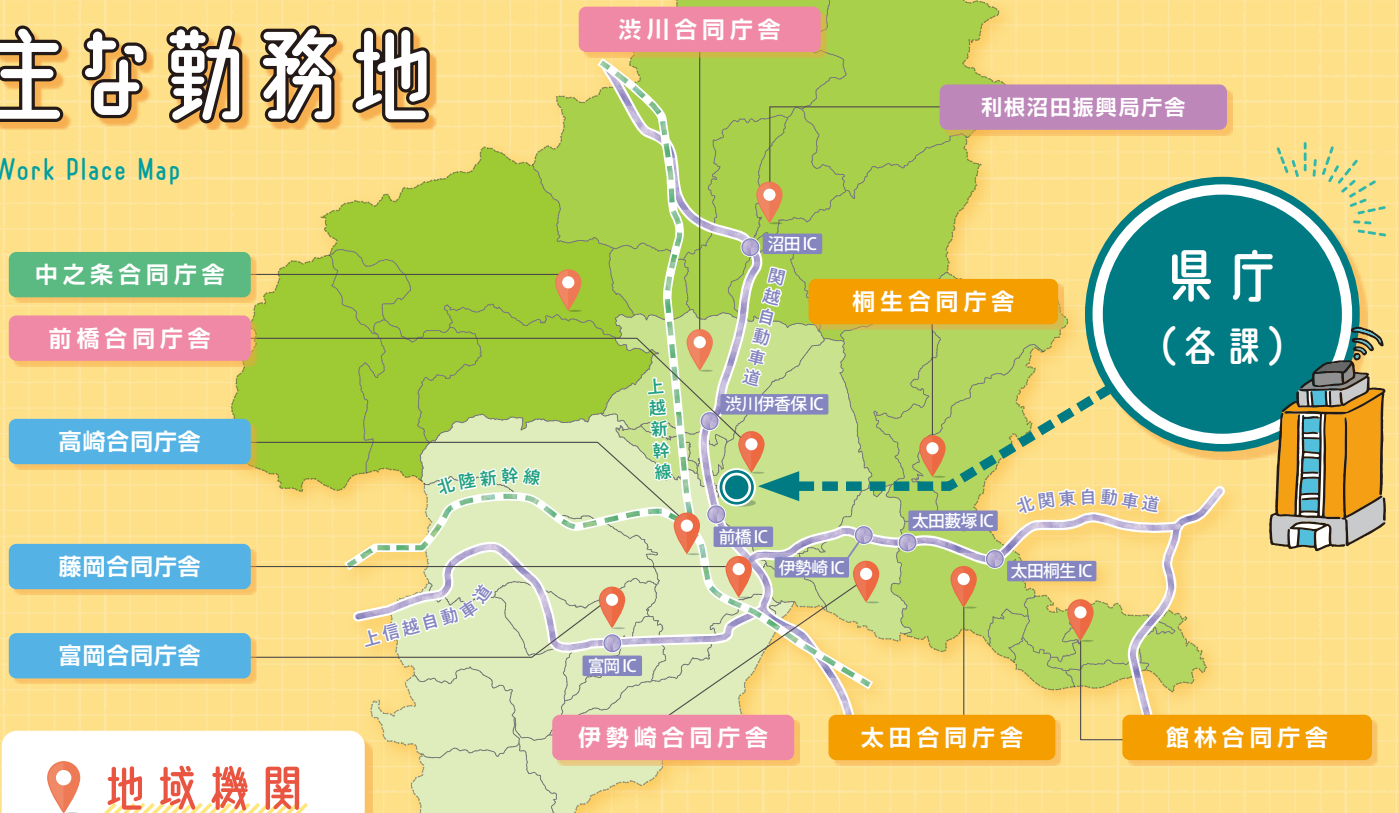 主な勤務地
Work Place Map
渋川合同庁舎
利根沼田振興局庁舎
県庁
(各課)
中之条合同庁舎
前橋合同庁舎
高崎合同庁舎
藤岡合同庁舎
富岡合同庁舎
桐生合同庁舎
沼田IC
関越自動車道
渋川伊香保IC
上越新幹線
北陸新幹線
前橋IC
伊勢崎IC
太田藪塚IC
北関東自動車道
太田桐生IC
上信越自動車道
富岡IC
伊勢崎合同庁舎
太田合同庁舎
館林合同庁舎
地域機関